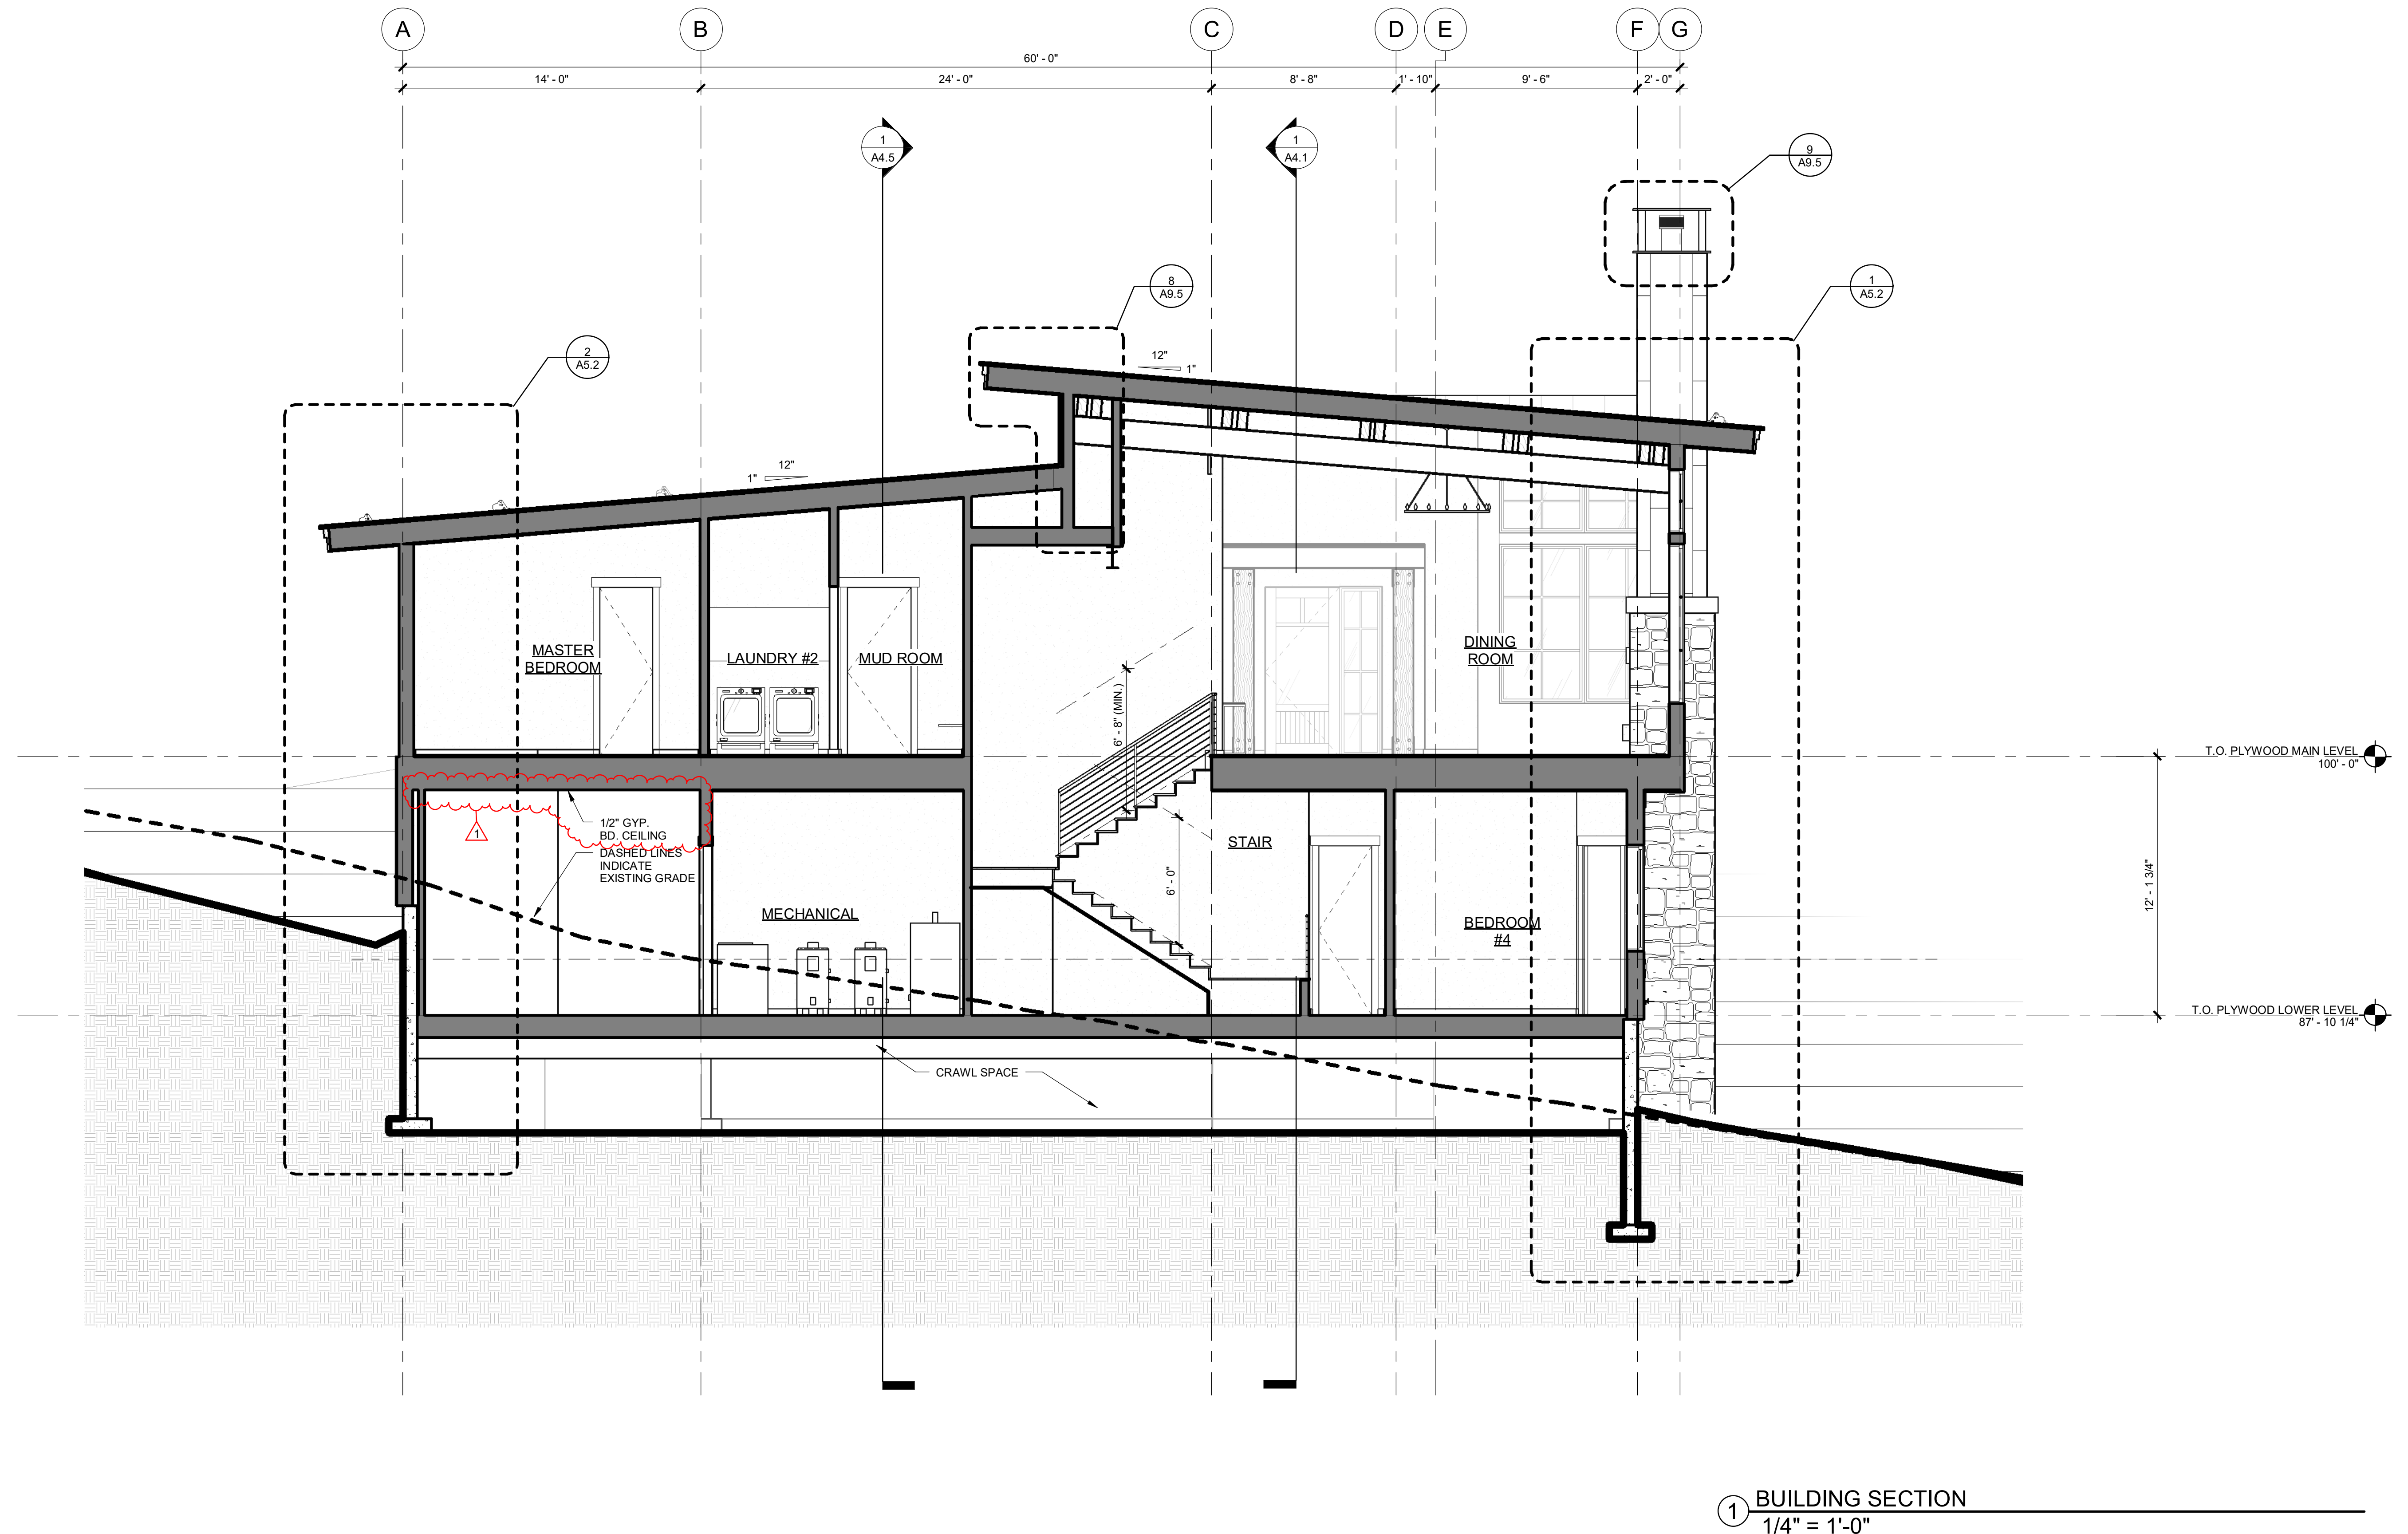 A B C D E F G
60' - 0"
14' - 0" 24' - 0" 8' - 8" 1' - 10" 9' - 6" 2' - 0"
1
A4.5
1
A4.1
9
A9.5
8
A9.5
1
A5.2
2
A5.2
12"
1"
12"
1"
MASTER
BEDROOM
LAUNDRY #2
MUD ROOM
6' - 8" (MIN.)
DINING
ROOM
T.O. PLYWOOD MAIN LEVEL
100' - 0"
1
1/2" GYP.
BD. CEILING
DASHED LINES
INDICATE
EXISTING GRADE
STAIR
6' - 0"
12' - 1 3/4"
MECHANICAL
BEDROOM
#4
T.O. PLYWOOD LOWER LEVEL
87' - 10 1/4"
CRAWL SPACE
1
BUILDING SECTION
1/4" = 1'-0"